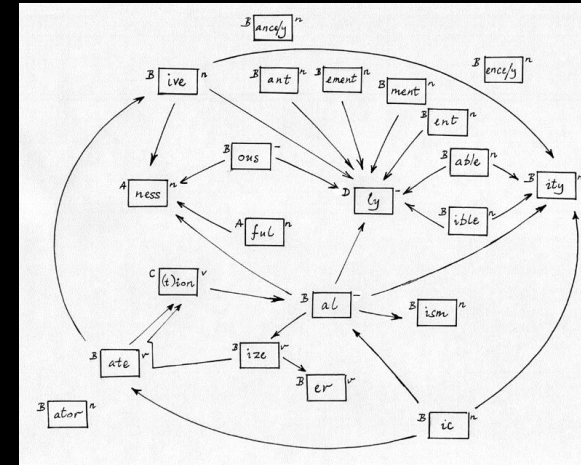 B ance/y n
B ive n
B ant n
B ement n
B ment n
B ence/y n
B ent n
B ous -
B able n
A ness n
D ly -
B ity n
A ful n
B ible n
C (t)ion v
B al -
B ism n
B ate v
B ize v
B er v
B ator n
B ic n